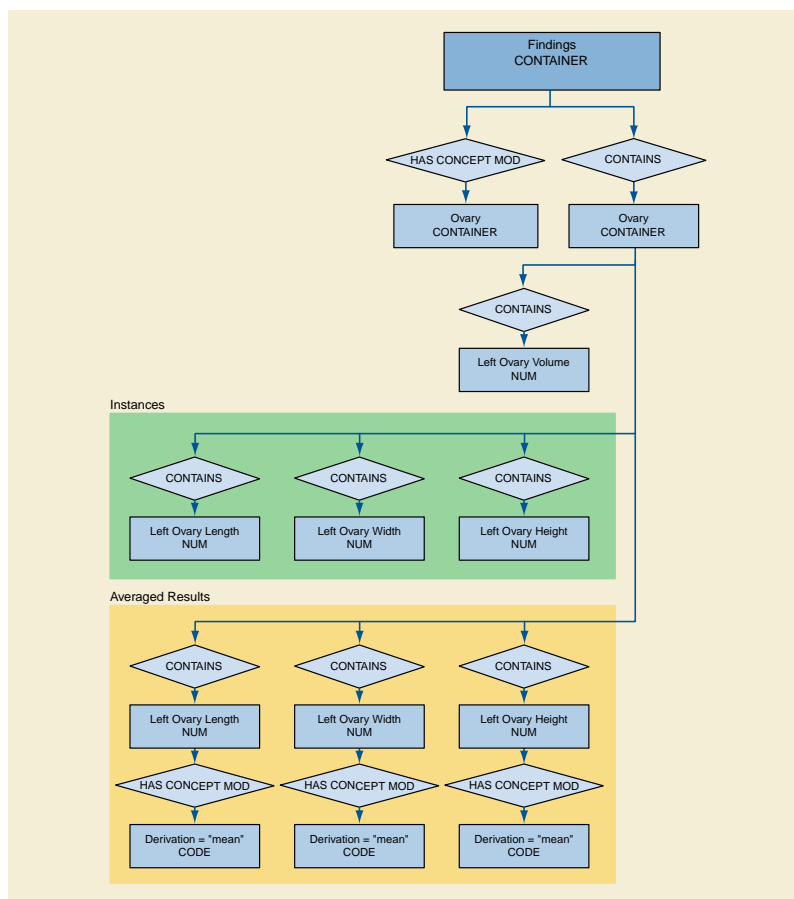 Findings
CONTAINER
HAS CONCEPT MOD
CONTAINS
Ovary
CONTAINER
Ovary
CONTAINER
CONTAINS
Left Ovary Volume
NUM
Instances
CONTAINS
CONTAINS
CONTAINS
Left Ovary Length
NUM
Left Ovary Width
NUM
Left Ovary Height
NUM
Averaged Results
CONTAINS
CONTAINS
CONTAINS
Left Ovary Length
NUM
Left Ovary Width
NUM
Left Ovary Height
NUM
HAS CONCEPT MOD
HAS CONCEPT MOD
HAS CONCEPT MOD
Derivation = "mean"
CODE
Derivation = "mean"
CODE
Derivation = "mean"
CODE